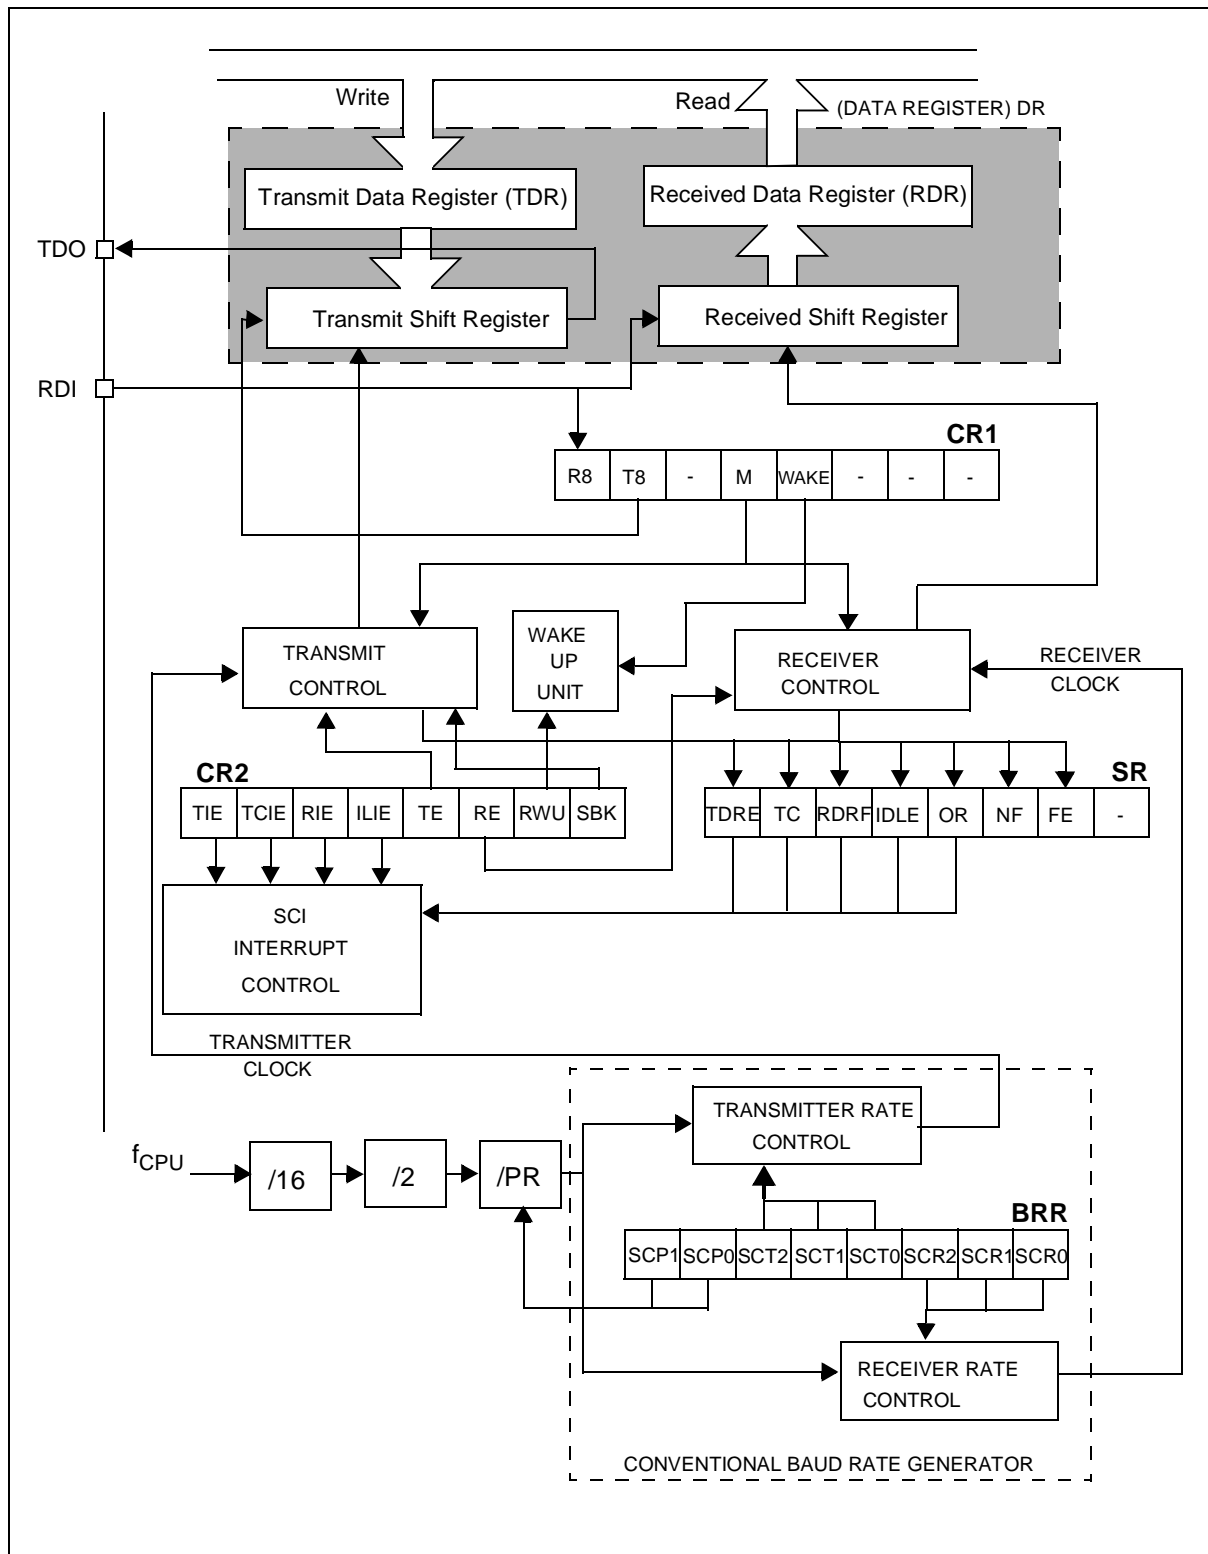 Write
Read
(DATA REGISTER) DR
Transmit Data Register (TDR)
Received Data Register (RDR)
TDO
Transmit Shift Register
Received Shift Register
RDI
CR1
R8 T8 - M WAKE - - -
TRANSMIT
CONTROL
WAKE
UP
UNIT
RECEIVER
CONTROL
RECEIVER
CLOCK
CR2
SR
TIE TCIE RIE ILIE TE RE RWU SBK
TDRE TC RDRF IDLE OR NF FE -
SCI
INTERRUPT
CONTROL
TRANSMITTER
CLOCK
TRANSMITTER RATE
CONTROL
fCPU
/16
/2
/PR
BRR
SCP1 SCP0 SCT2 SCT1 SCT0 SCR2 SCR1 SCR0
RECEIVER RATE
CONTROL
CONVENTIONAL BAUD RATE GENERATOR